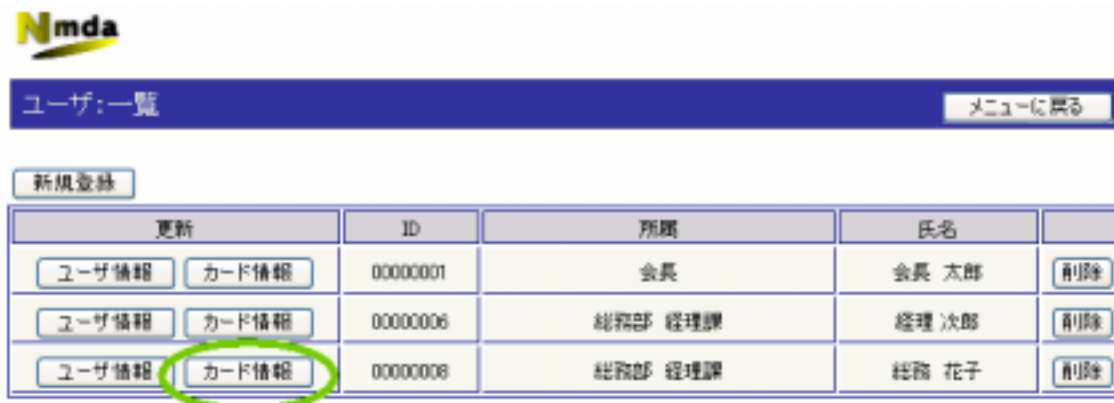 Nmda
ユーザ:一覧 メニューに戻る
新規登録
更新 ID 所属 氏名
ユーザ情報 カード情報 00000001 会長 会長 太郎 削除
ユーザ情報 カード情報 00000006 総務部 経理課 経理 次郎 削除
ユーザ情報 カード情報 00000008 総務部 経理課 総務 花子 削除